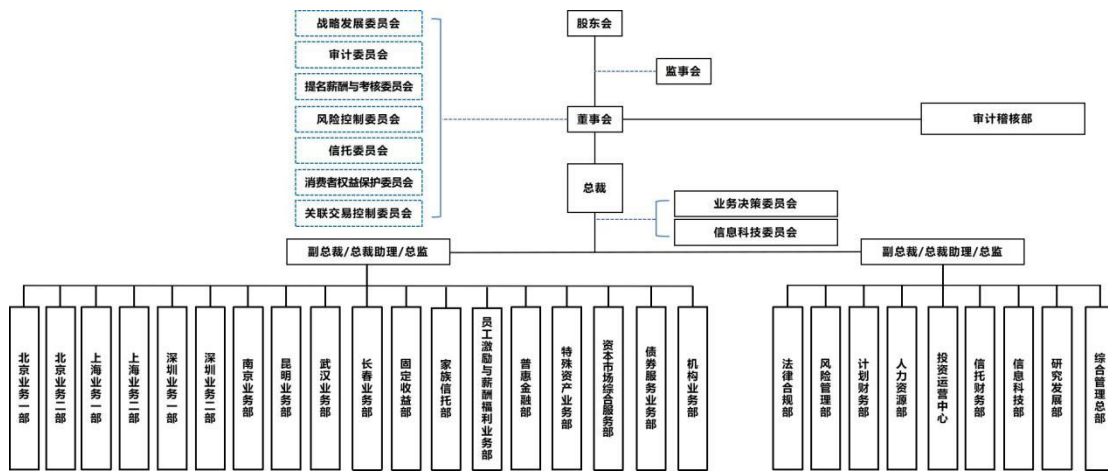 战略发展委员会
审计委员会
提名薪酬与考核委员会
风险控制委员会
信托委员会
消费者权益保护委员会
关联交易控制委员会
股东会
监事会
董事会
审计稽核部
总裁
业务决策委员会
信息科技委员会
副总裁/总裁助理/总监
副总裁/总裁助理/总监
北京业务一部
北京业务二部
上海业务一部
上海业务二部
深圳业务一部
深圳业务二部
南京业务部
昆明业务部
武汉业务部
长春业务部
固定收益部
家族信托部
员工激励与薪酬福利业务部
普惠金融部
特殊资产业务部
资本市场综合服务部
债券服务业务部
机构业务部
法律合规部
风险管理部
计划财务部
人力资源部
投资运营中心
信托财务部
信息科技部
研究发展部
综合管理总部